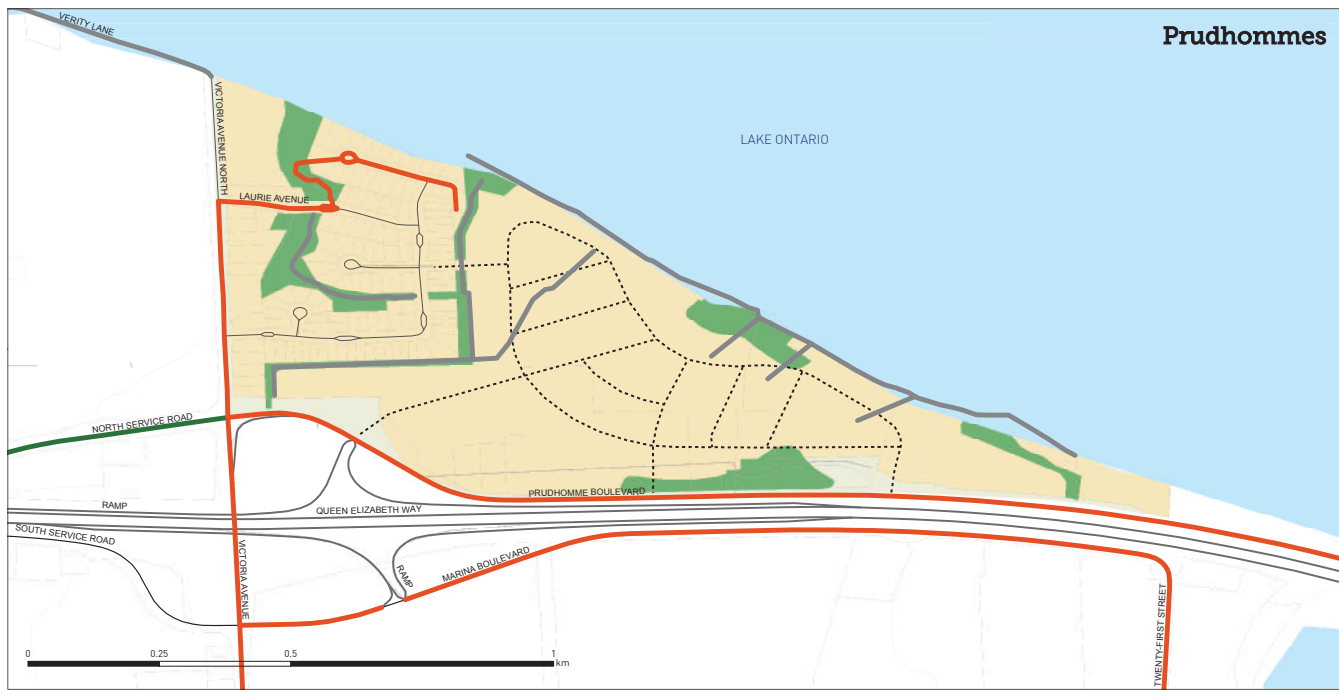 VERITY LANE
Prudhommes
VICTORIA AVENUE NORTH
LAKE ONTARIO
LAURIE AVENUE
NORTH SERVICE ROAD
PRUDHOMME BOULEVARD
RAMP
QUEEN ELIZABETH WAY
SOUTH SERVICE ROAD
VICTORIA AVENUE
RAMP
MARINA BOULEVARD
TWENTY-FIRST STREET
0 0.25 0.5 1
km